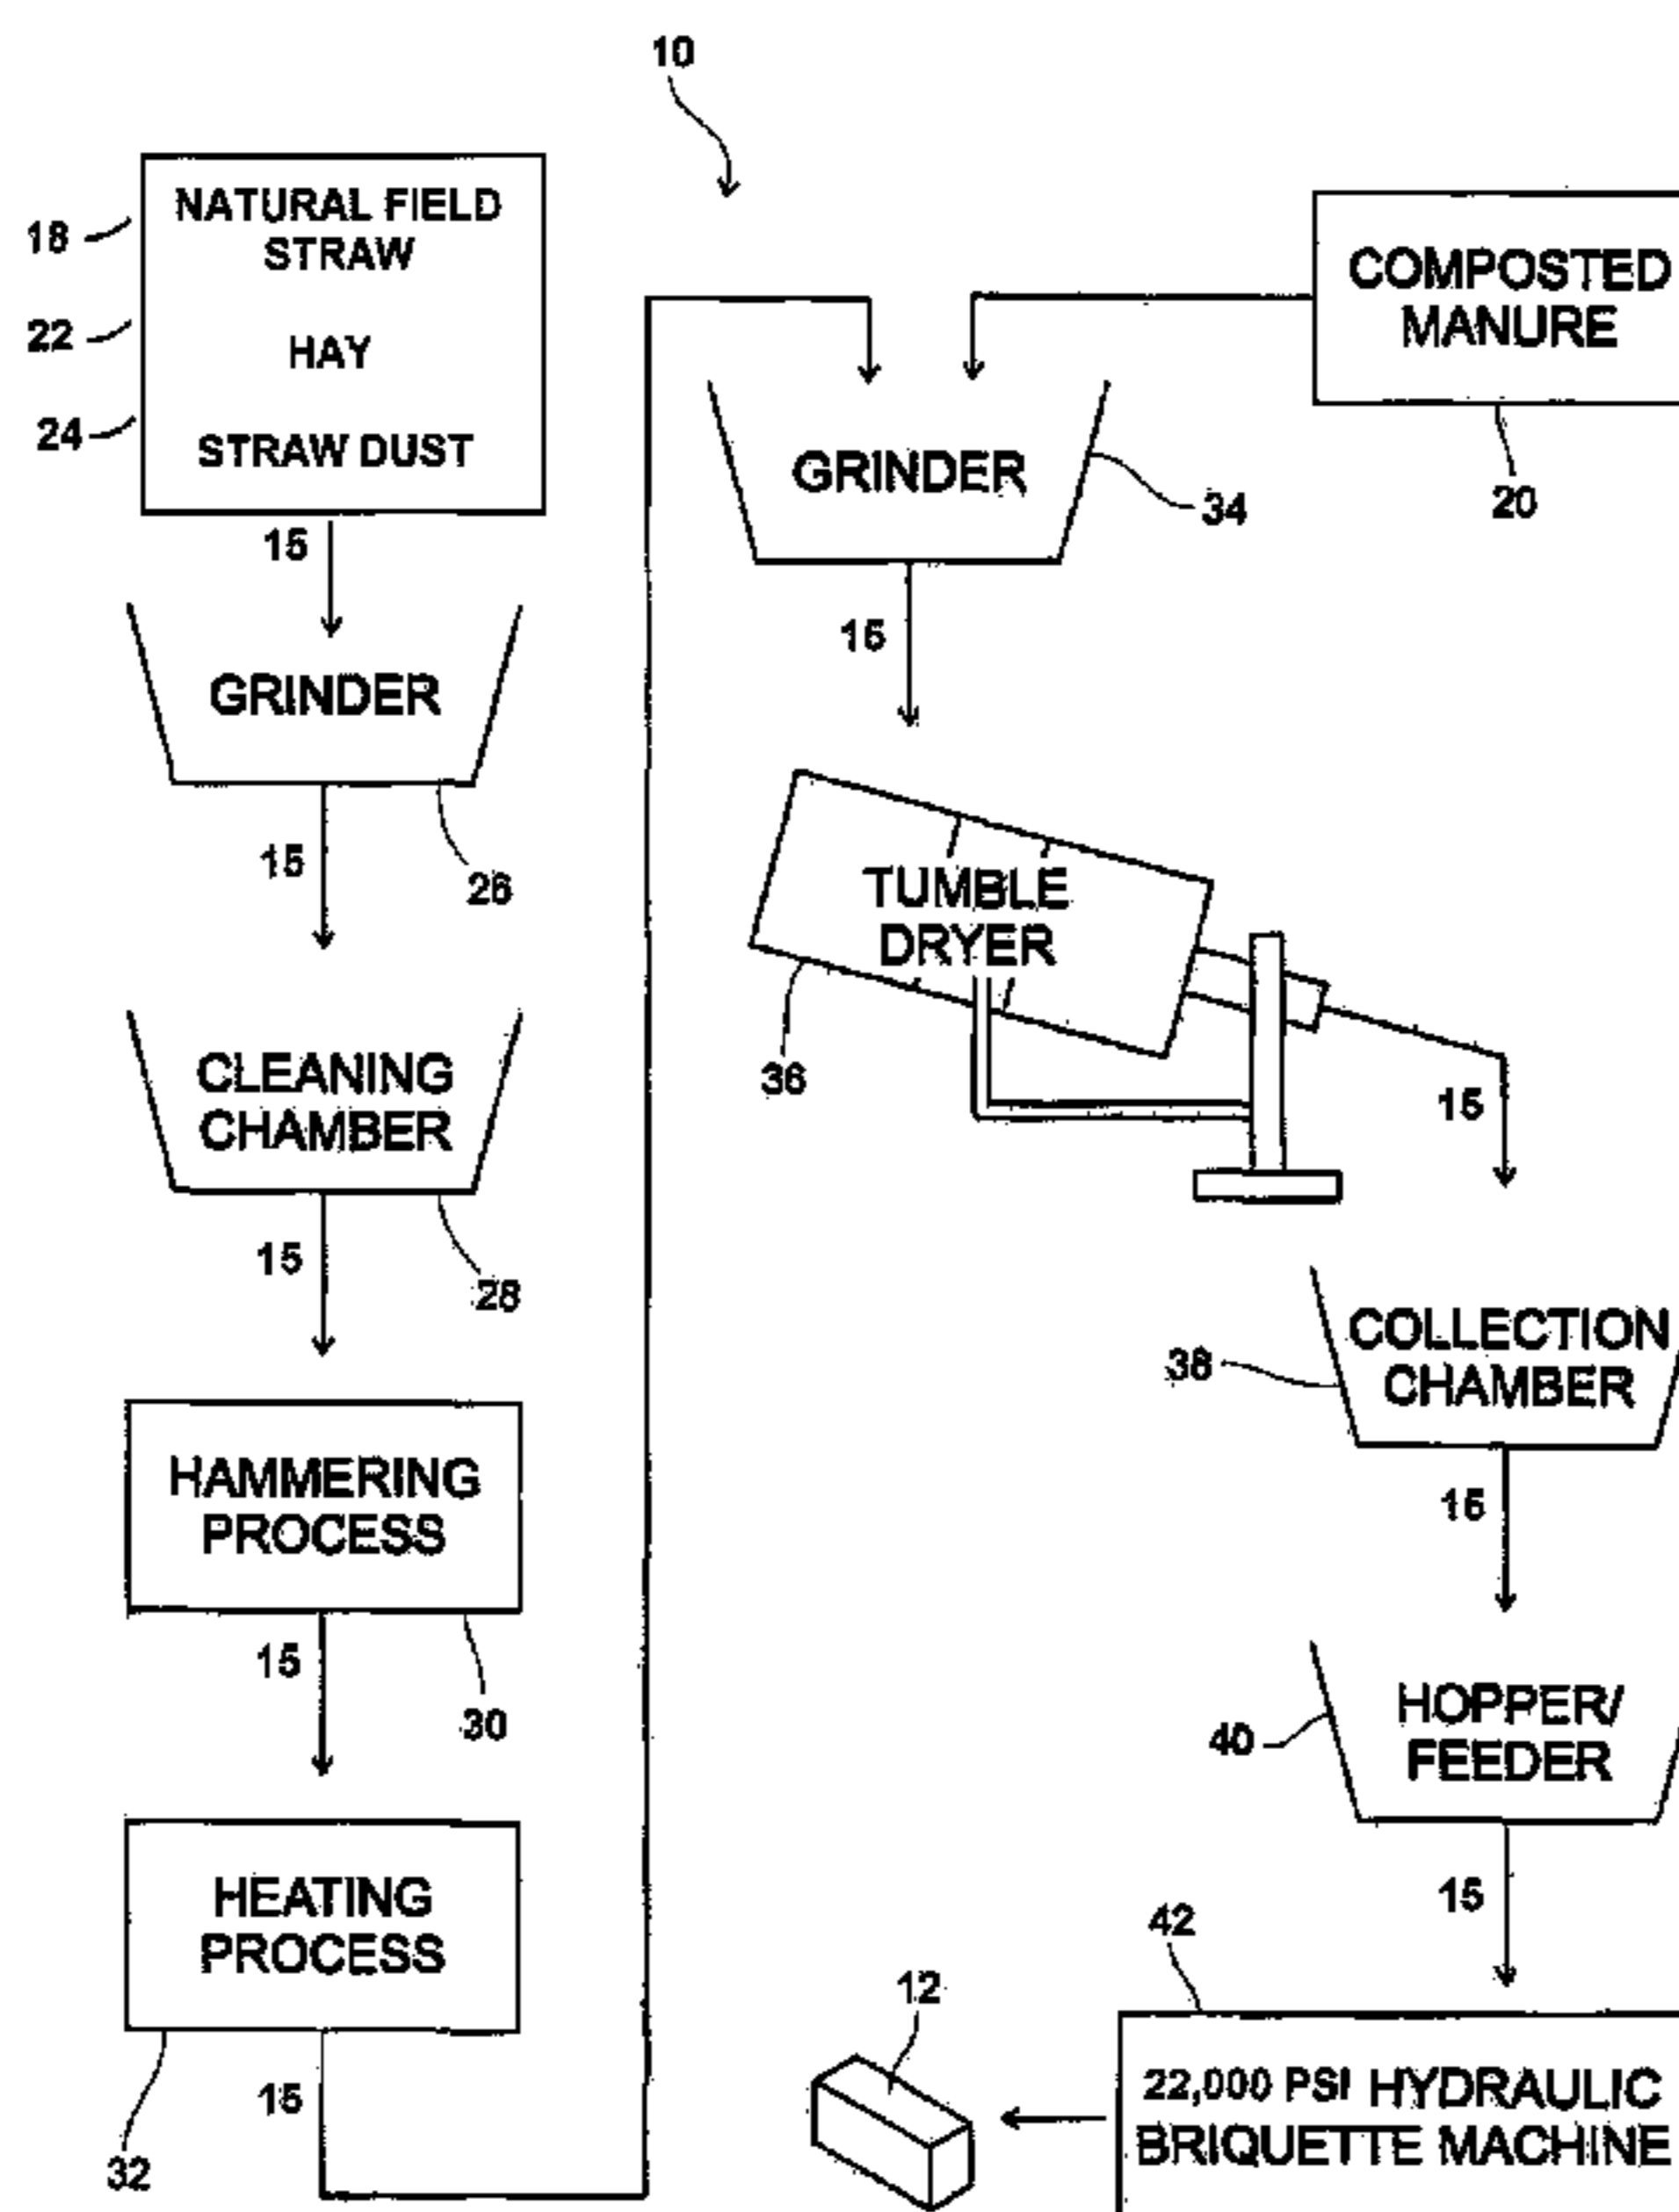 10
18
NATURAL FIELD
STRAW
22
HAY
24
STRAW DUST
15
GRINDER
26
15
CLEANING
CHAMBER
28
15
HAMMERING
PROCESS
30
15
HEATING
PROCESS
32
15
COMPOSTED
MANURE
20
GRINDER
34
15
TUMBLE
DRYER
36
15
COLLECTION
CHAMBER
38
15
HOPPER/
FEEDER
40
15
42
22,000 PSI HYDRAULIC
BRIQUETTE MACHINE
12